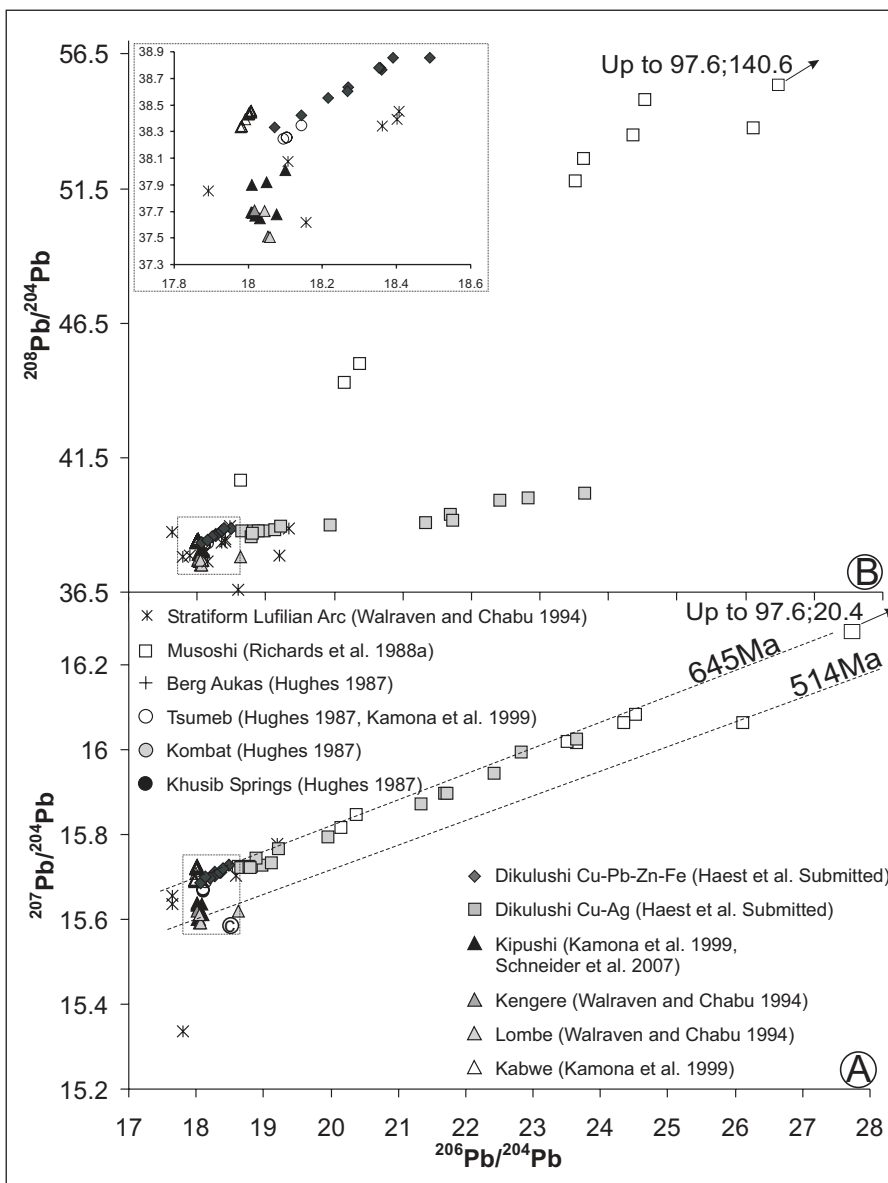 56.5
51.5
46.5
41.5
36.5
208Pb/204Pb
Up to 97.6;140.6
38.9
38.7
38.5
38.3
38.1
37.9
37.7
37.5
37.3
17.8
18
18.2
18.4
18.6
B
Stratiform Lufilian Arc (Walraven and Chabu 1994)
Musoshi (Richards et al. 1988a)
Berg Aukas (Hughes 1987)
Tsumeb (Hughes 1987, Kamona et al. 1999)
Kombat (Hughes 1987)
Khusib Springs (Hughes 1987)
Up to 97.6;20.4
645Ma
514Ma
16.2
16
15.8
15.6
15.4
15.2
207Pb/204Pb
C
Dikulushi Cu-Pb-Zn-Fe (Haest et al. Submitted)
Dikulushi Cu-Ag (Haest et al. Submitted)
Kipushi (Kamona et al. 1999,
Schneider et al. 2007)
Kengere (Walraven and Chabu 1994)
Lombe (Walraven and Chabu 1994)
Kabwe (Kamona et al. 1999)
A
17
18
19
20
21
22
23
24
25
26
27
28
206Pb/204Pb